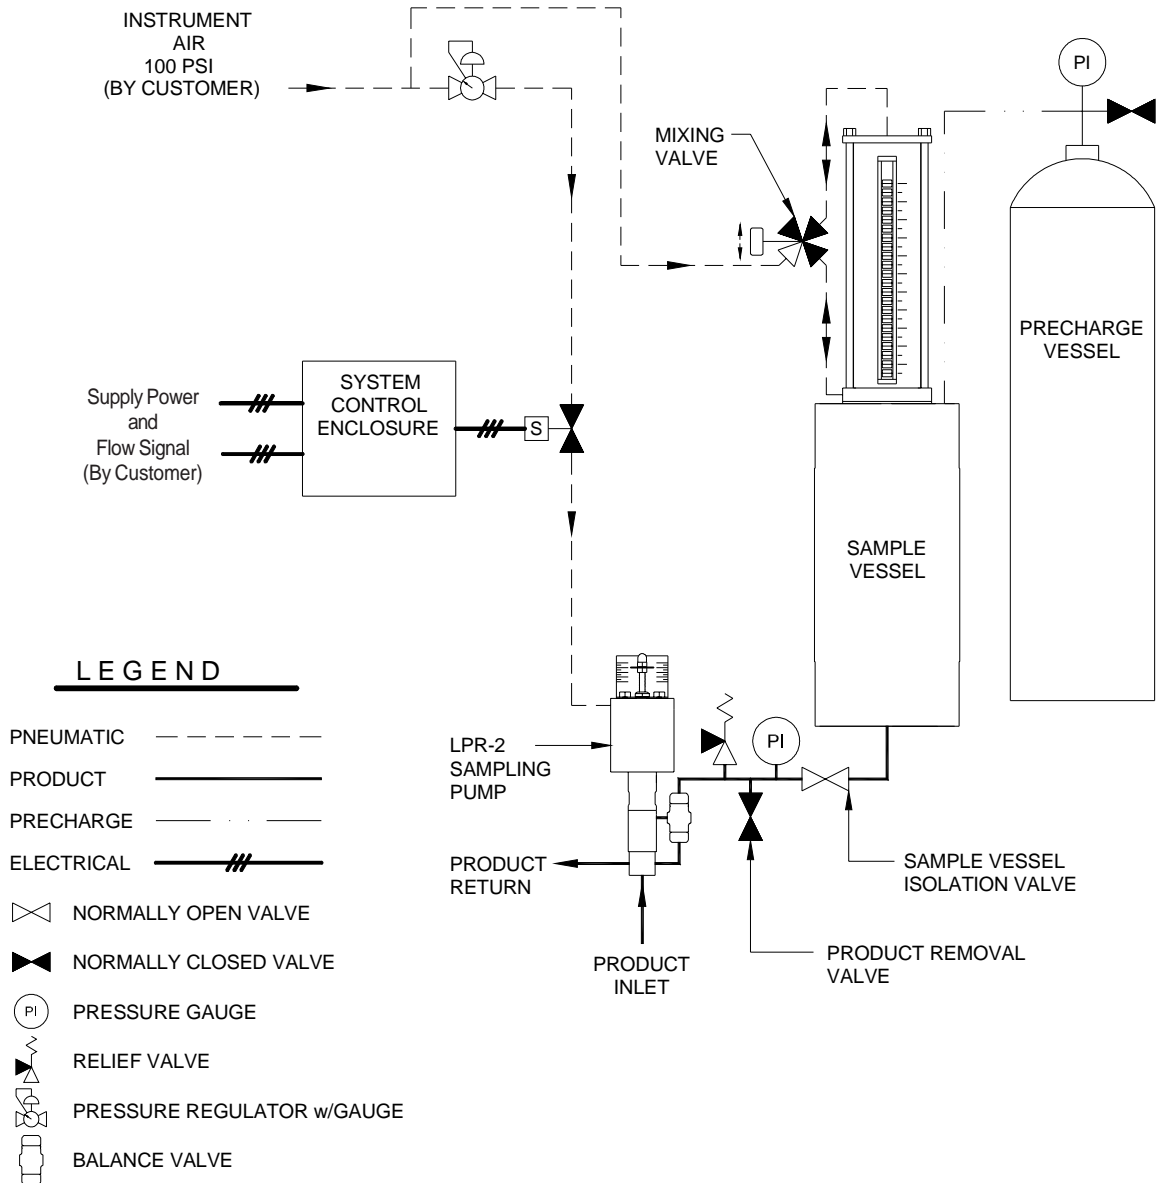 INSTRUMENT
AIR
100 PSI
(BY CUSTOMER)
PI
MIXING
VALVE
PRECHARGE
VESSEL
SYSTEM
CONTROL
ENCLOSURE
Supply Power
and
Flow Signal
(By Customer)
S
SAMPLE
VESSEL
LEGEND
PNEUMATIC
PRODUCT
PRECHARGE
ELECTRICAL
NORMALLY OPEN VALVE
NORMALLY CLOSED VALVE
PI
PRESSURE GAUGE
RELIEF VALVE
PRESSURE REGULATOR w/GAUGE
BALANCE VALVE
LPR-2
SAMPLING
PUMP
PI
PRODUCT
RETURN
PRODUCT
INLET
SAMPLE VESSEL
ISOLATION VALVE
PRODUCT REMOVAL
VALVE